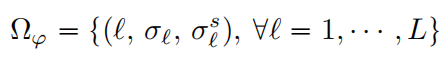 Ω_φ = {(ℓ, σ_ℓ, σ_ℓ^s), ∀ℓ = 1, ··· , L}